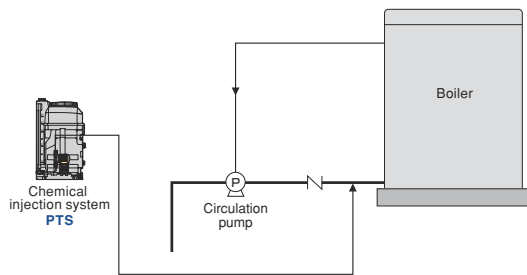 Boiler
P
Chemical
injection system
PTS
Circulation
pump